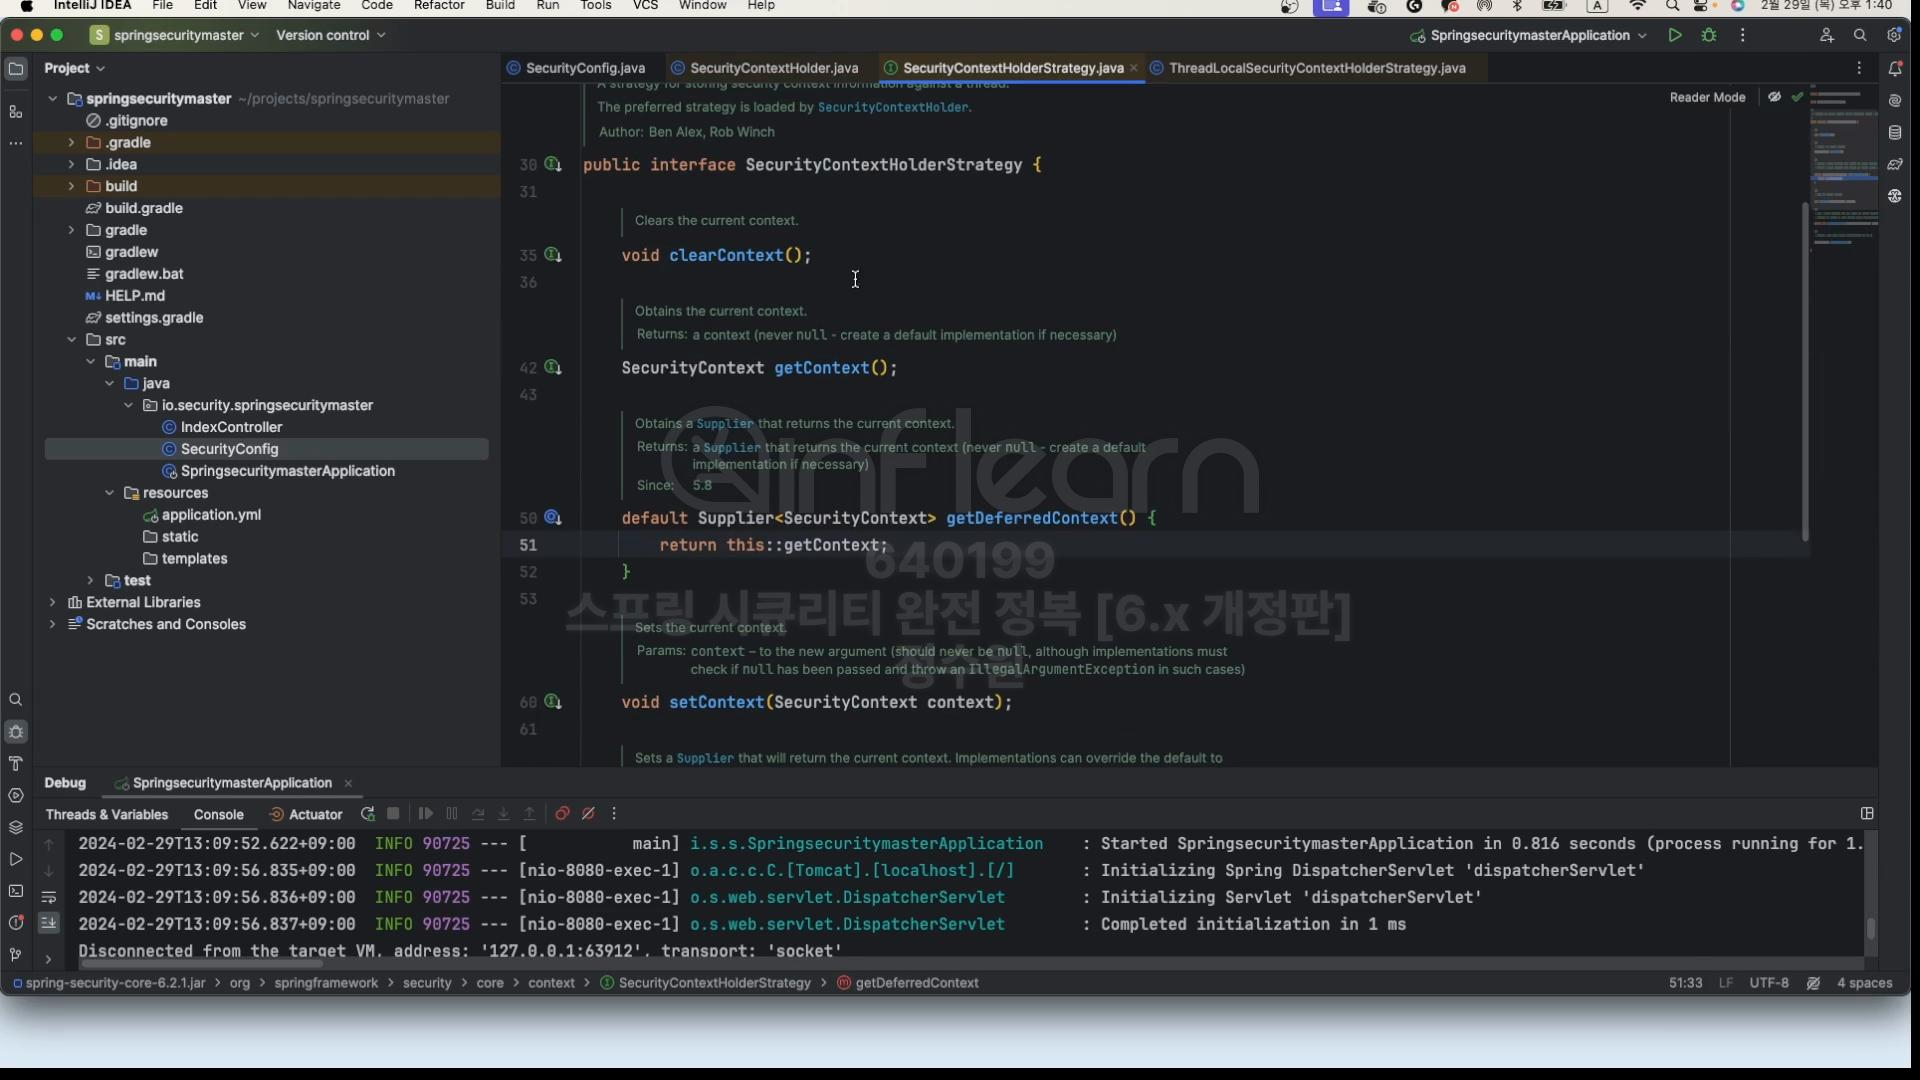 IntelliJ IDEA File Edit View Navigate Code Refactor Build Run Tools VCS Window Help A 2월 29일 (목) 오후 1:40
S springsecuritymaster Version control SpringsecuritymasterApplication
Project SecurityConfig.java SecurityContextHolder.java SecurityContextHolderStrategy.java ThreadLocalSecurityContextHolderStrategy.java
springsecuritymaster ~/projects/springsecuritymaster
.gitignore
.gradle
.idea
build
build.gradle
gradle
gradlew
gradlew.bat
HELP.md
settings.gradle
src
main
java
io.security.springsecuritymaster
IndexController
SecurityConfig
SpringsecuritymasterApplication
resources
application.yml
static
templates
test
External Libraries
Scratches and Consoles
Reader Mode
A strategy for storing security context information against a thread.
The preferred strategy is loaded by SecurityContextHolder.
Author: Ben Alex, Rob Winch
30 public interface SecurityContextHolderStrategy {
31
Clears the current context.
35 void clearContext();
36
Obtains the current context.
Returns: a context (never null - create a default implementation if necessary)
42 SecurityContext getContext();
43
Obtains a Supplier that returns the current context.
Returns: a Supplier that returns the current context (never null - create a default
implementation if necessary)
Since: 5.8
50 default Supplier<SecurityContext> getDeferredContext() {
51 return this::getContext;
52 }
53
Sets the current context.
Params: context – to the new argument (should never be null, although implementations must
check if null has been passed and throw an IllegalArgumentException in such cases)
60 void setContext(SecurityContext context);
61
Sets a Supplier that will return the current context. Implementations can override the default to
inflearn
640199
스프링 시큐리티 완전 정복 [6.x 개정판]
정수원
Debug SpringsecuritymasterApplication
Threads & Variables Console Actuator
2024-02-29T13:09:52.622+09:00 INFO 90725 --- [ main] i.s.s.SpringsecuritymasterApplication : Started SpringsecuritymasterApplication in 0.816 seconds (process running for 1.
2024-02-29T13:09:56.835+09:00 INFO 90725 --- [nio-8080-exec-1] o.a.c.c.C.[Tomcat].[localhost].[/] : Initializing Spring DispatcherServlet 'dispatcherServlet'
2024-02-29T13:09:56.836+09:00 INFO 90725 --- [nio-8080-exec-1] o.s.web.servlet.DispatcherServlet : Initializing Servlet 'dispatcherServlet'
2024-02-29T13:09:56.837+09:00 INFO 90725 --- [nio-8080-exec-1] o.s.web.servlet.DispatcherServlet : Completed initialization in 1 ms
Disconnected from the target VM, address: '127.0.0.1:63912', transport: 'socket'
spring-security-core-6.2.1.jar > org > springframework > security > core > context > SecurityContextHolderStrategy > getDeferredContext 51:33 LF UTF-8 4 spaces